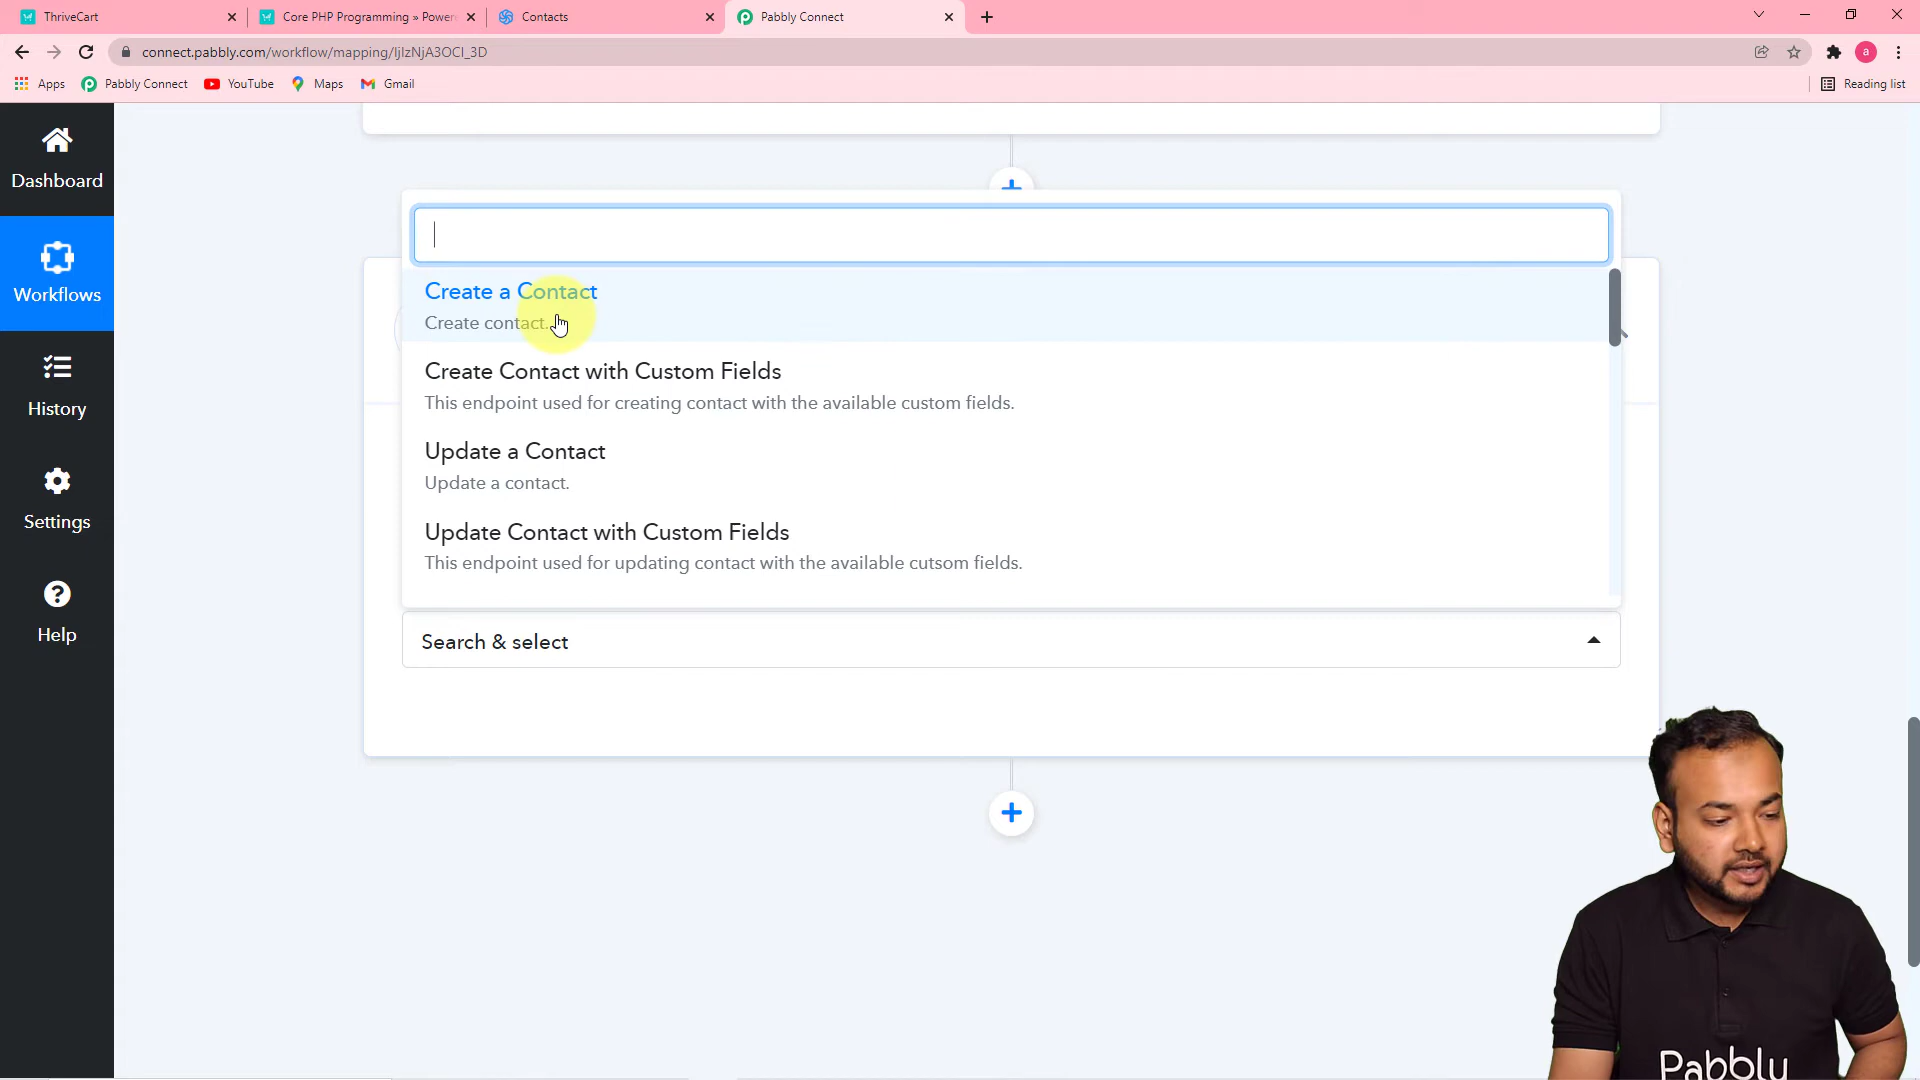 ThriveCart
Core PHP Programming » Power
Contacts
Pabbly Connect
connect.pabbly.com/workflow/mapping/IjIzNjA3OCI_3D
a
Apps
Pabbly Connect
YouTube
Maps
Gmail
Reading list
Dashboard
Workflows
History
Settings
Help
Create a Contact
Create contact.
Create Contact with Custom Fields
This endpoint used for creating contact with the available custom fields.
Update a Contact
Update a contact.
Update Contact with Custom Fields
This endpoint used for updating contact with the available cutsom fields.
Search & select
Pabbly